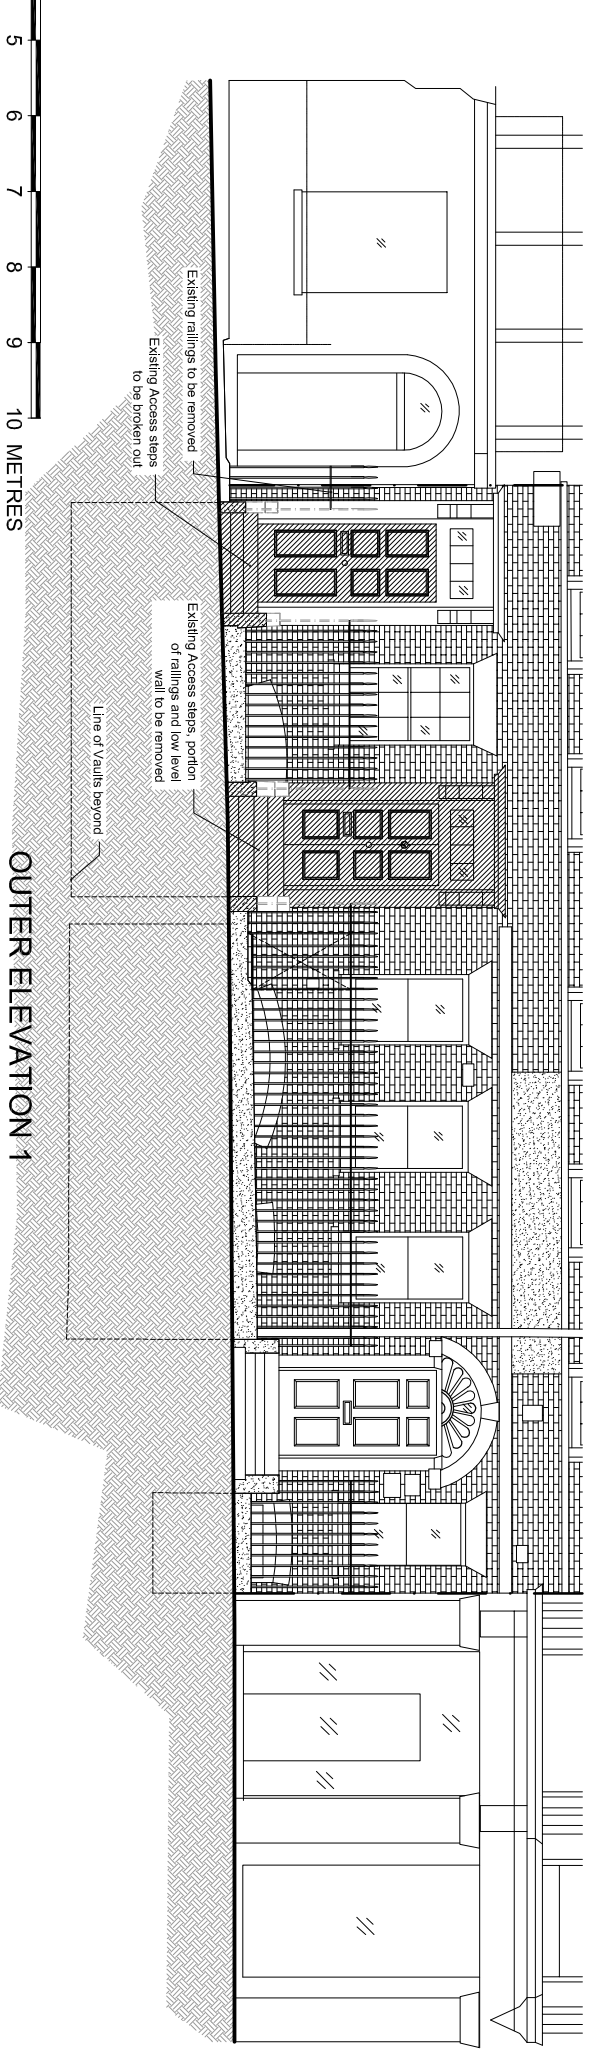 Existing railings to be removed
Existing Access steps
to be broken out
Existing Access steps, portion
of railings and low level
wall to be removed
Line of Vaults beyond
OUTER ELEVATION 1
5 6 7 8 9 10 METRES